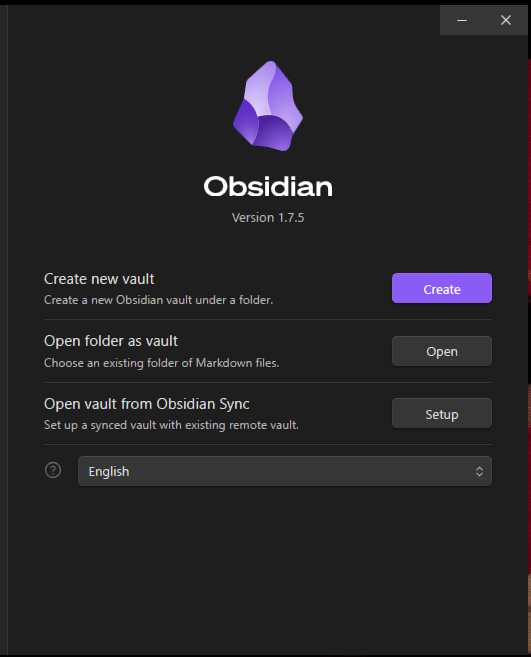 Obsidian
Version 1.7.5
Create new vault
Create a new Obsidian vault under a folder.
Create
Open folder as vault
Choose an existing folder of Markdown files.
Open
Open vault from Obsidian Sync
Set up a synced vault with existing remote vault.
Setup
?
English